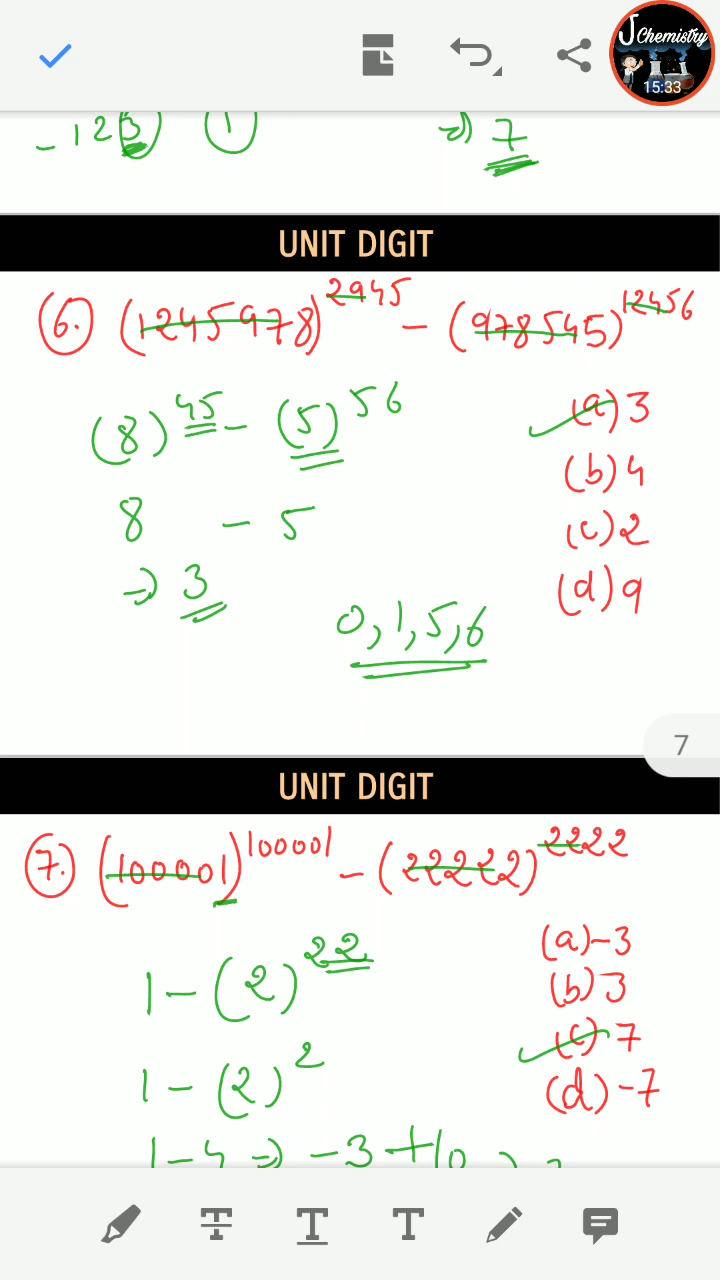 J Chemistry
15:33
- 123 1 => 7
UNIT DIGIT
6. (1245978)^2945 - (978545)^12456
(8)^45 - (5)^56
(a) 3
(b) 4
8 - 5
(c) 2
=> 3
(d) 9
0, 1, 5, 6
7
UNIT DIGIT
7. (100001)^100001 - (22222)^2222
(a) -3
1 - (2)^22
(b) 3
(c) 7
1 - (2)^2
(d) -7
1 - 4 => -3 + 10
T T T